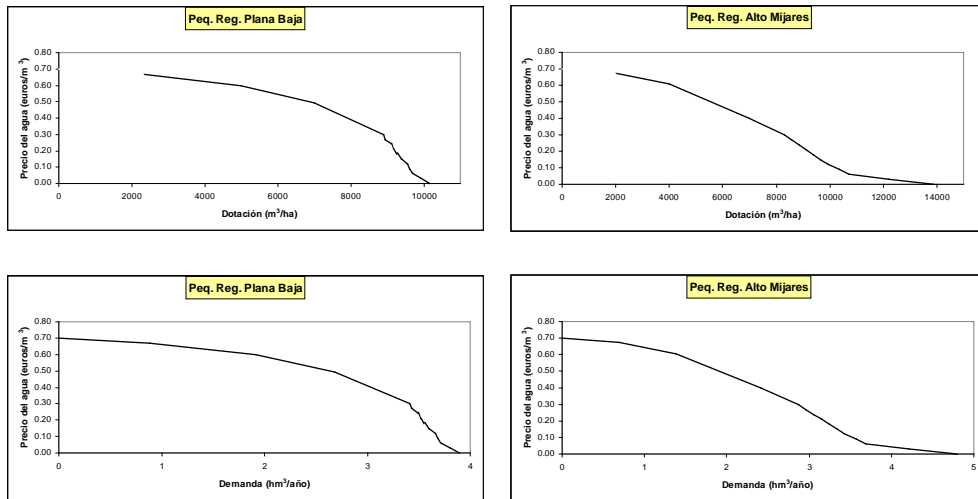 Peq. Reg. Plana Baja
Precio del agua (euros/m³)
0.80
0.70
0.60
0.50
0.40
0.30
0.20
0.10
0.00
0 2000 4000 6000 8000 10000
Dotación (m³/ha)
Peq. Reg. Alto Mijares
Precio del agua (euros/m³)
0.80
0.70
0.60
0.50
0.40
0.30
0.20
0.10
0.00
0 2000 4000 6000 8000 10000 12000 14000
Dotación (m³/ha)
Peq. Reg. Plana Baja
Precio del agua (euros/m³)
0.80
0.70
0.60
0.50
0.40
0.30
0.20
0.10
0.00
0 1 2 3 4
Demanda (hm³/año)
Peq. Reg. Alto Mijares
Precio del agua (euros/m³)
0.80
0.70
0.60
0.50
0.40
0.30
0.20
0.10
0.00
0 1 2 3 4 5
Demanda (hm³/año)